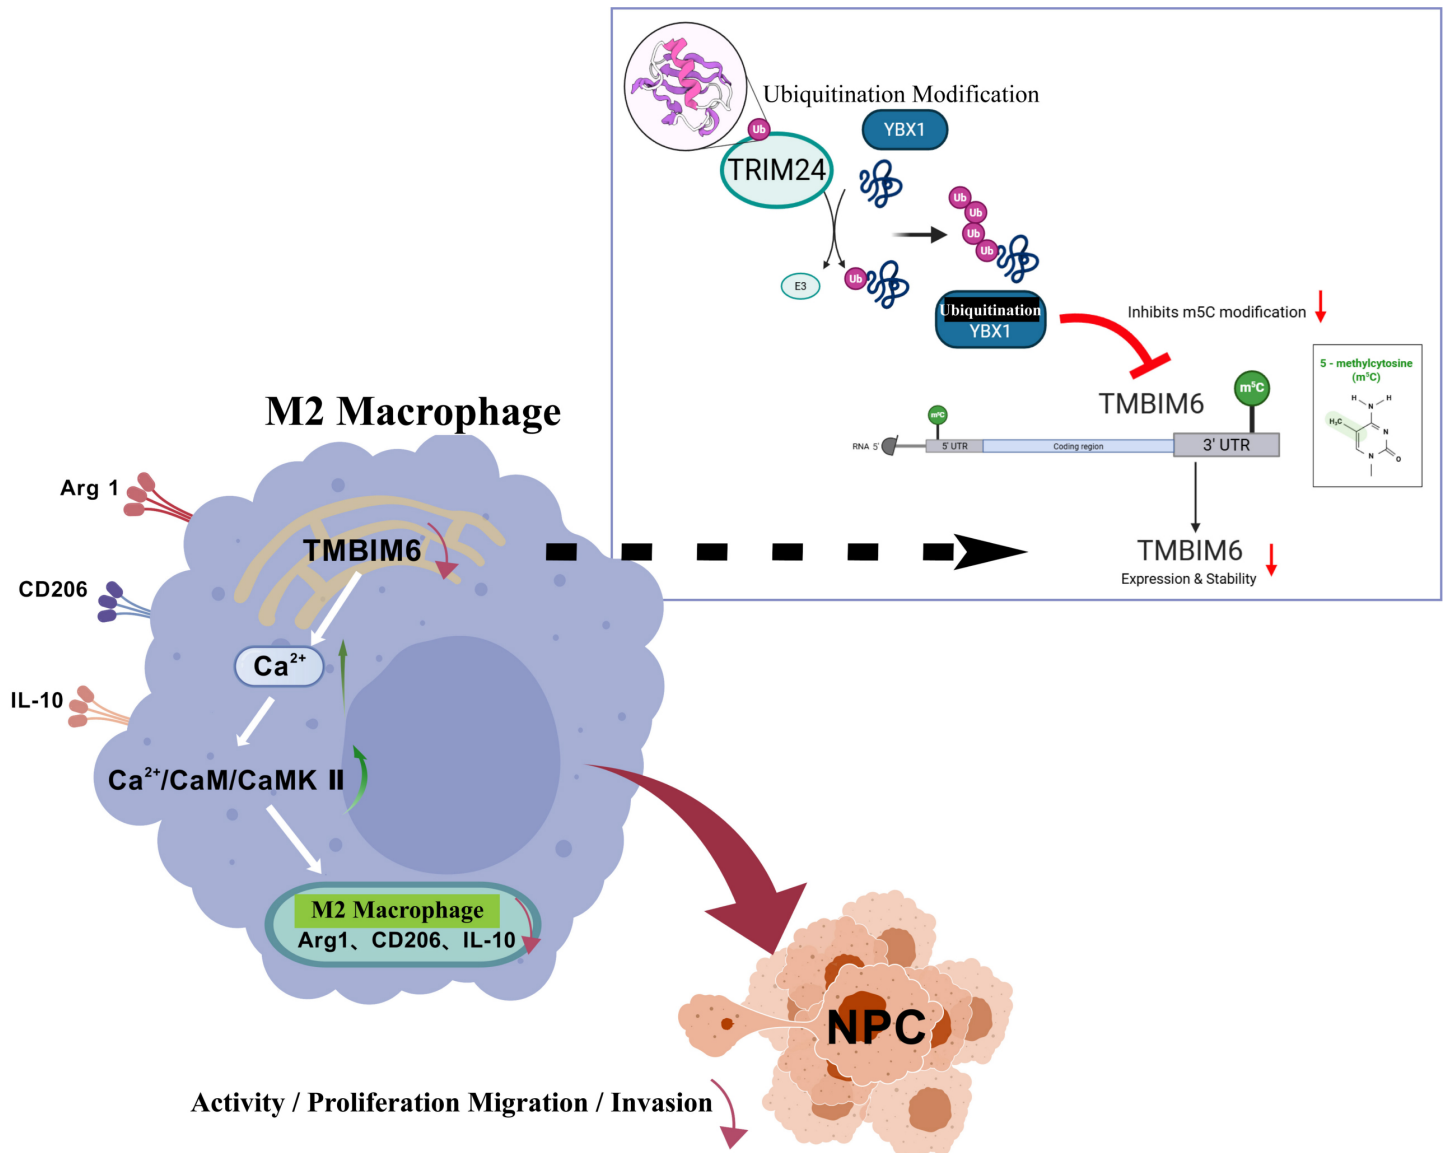 Ubiquitination Modification
Ub
YBX1
TRIM24
Ub
Ub
Ub
Ub
Ub
E3
Ubiquitination
YBX1
Inhibits m5C modification
5 - methylcytosine
(m⁵C)
H
H
N
H₃C
N
N
O
TMBIM6
m⁵C
m⁵C
RNA 5'
5' UTR
Coding region
3' UTR
TMBIM6
Expression & Stability
M2 Macrophage
Arg 1
TMBIM6
CD206
Ca²⁺
IL-10
Ca²⁺/CaM/CaMK Ⅱ
M2 Macrophage
Arg1、CD206、IL-10
NPC
Activity / Proliferation Migration / Invasion